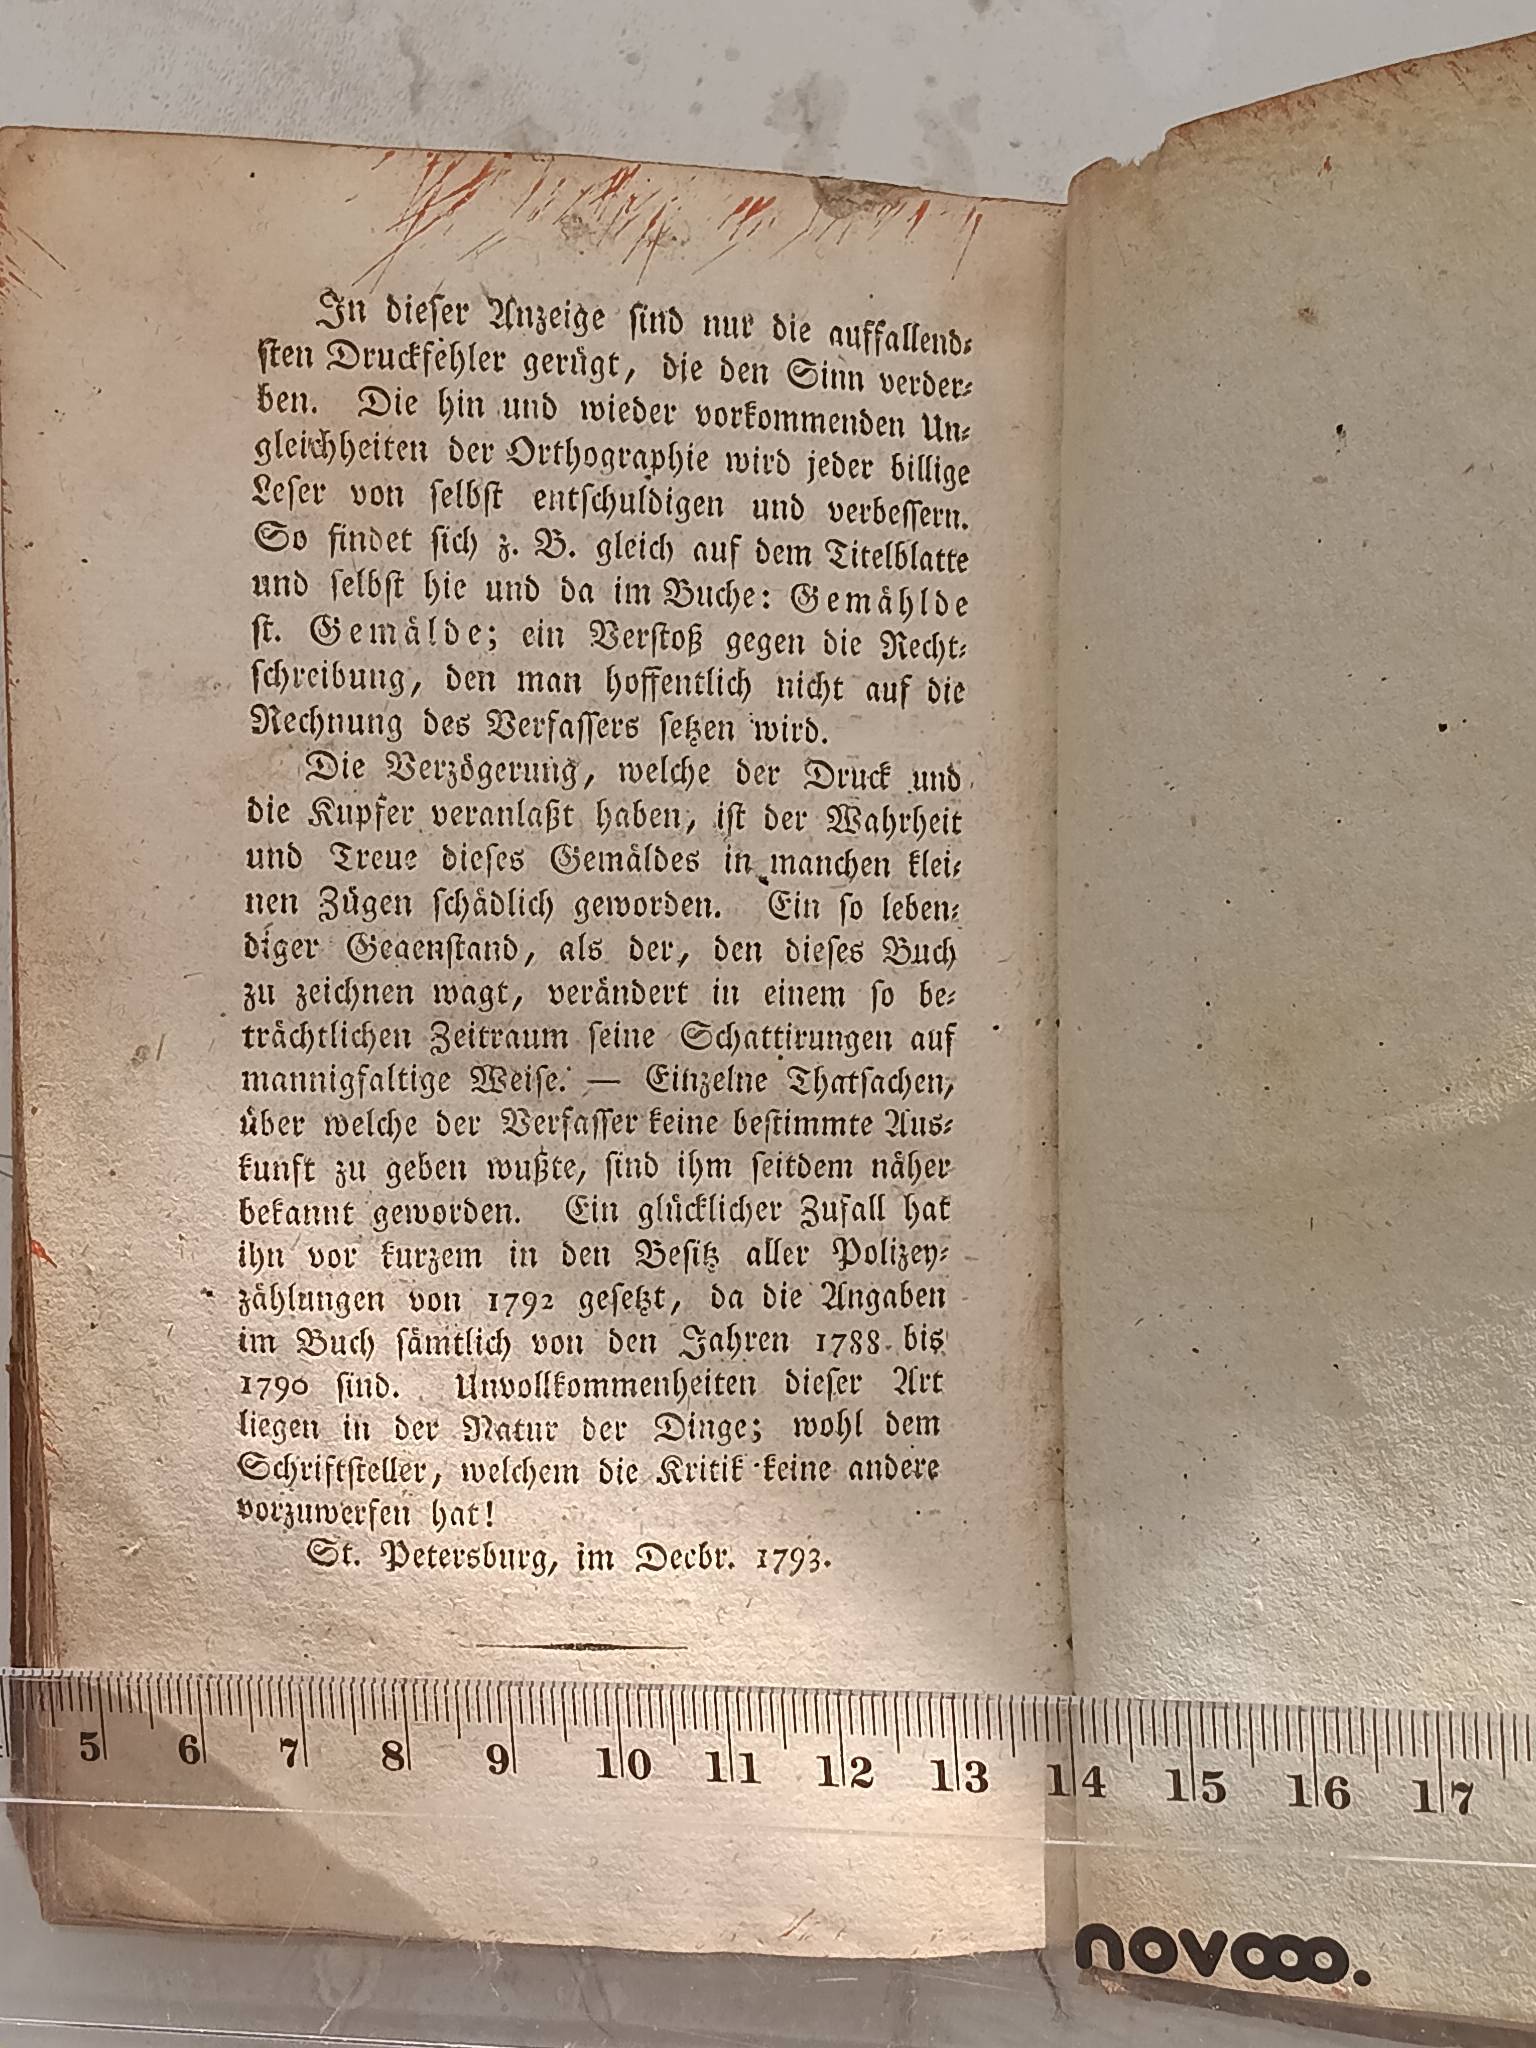 In dieſer Anzeige ſind nur die auffallend⸗
ſten Druckfehler gerügt, die den Sinn verder⸗
ben. Die hin und wieder vorkommenden Un⸗
gleichheiten der Orthographie wird jeder billige
Leſer von ſelbſt entſchuldigen und verbeſſern.
So findet ſich z. B. gleich auf dem Titelblatte
und ſelbſt hie und da im Buche: Gemählde
ſt. Gemälde; ein Verſtoß gegen die Recht⸗
ſchreibung, den man hoffentlich nicht auf die
Rechnung des Verfaſſers ſetzen wird.
Die Verzögerung, welche der Druck und
die Kupfer veranlaßt haben, iſt der Wahrheit
und Treue dieſes Gemäldes in manchen klei⸗
nen Zügen ſchädlich geworden. Ein ſo leben⸗
diger Gegenſtand, als der, den dieſes Buch
zu zeichnen wagt, verändert in einem ſo be⸗
trächtlichen Zeitraum ſeine Schattirungen auf
mannigfaltige Weiſe. — Einzelne Thatſachen,
über welche der Verfaſſer keine beſtimmte Aus⸗
kunft zu geben wußte, ſind ihm ſeitdem näher
bekannt geworden. Ein glücklicher Zufall hat
ihn vor kurzem in den Beſitz aller Polizey⸗
zählungen von 1792 geſetzt, da die Angaben
im Buch ſämtlich von den Jahren 1788 bis
1790 ſind. Unvollkommenheiten dieſer Art
liegen in der Natur der Dinge; wohl dem
Schriftſteller, welchem die Kritik keine andere
vorzuwerfen hat!
St. Petersburg, im Decbr. 1793.
5 6 7 8 9 10 11 12 13 14 15 16 17
novooo.